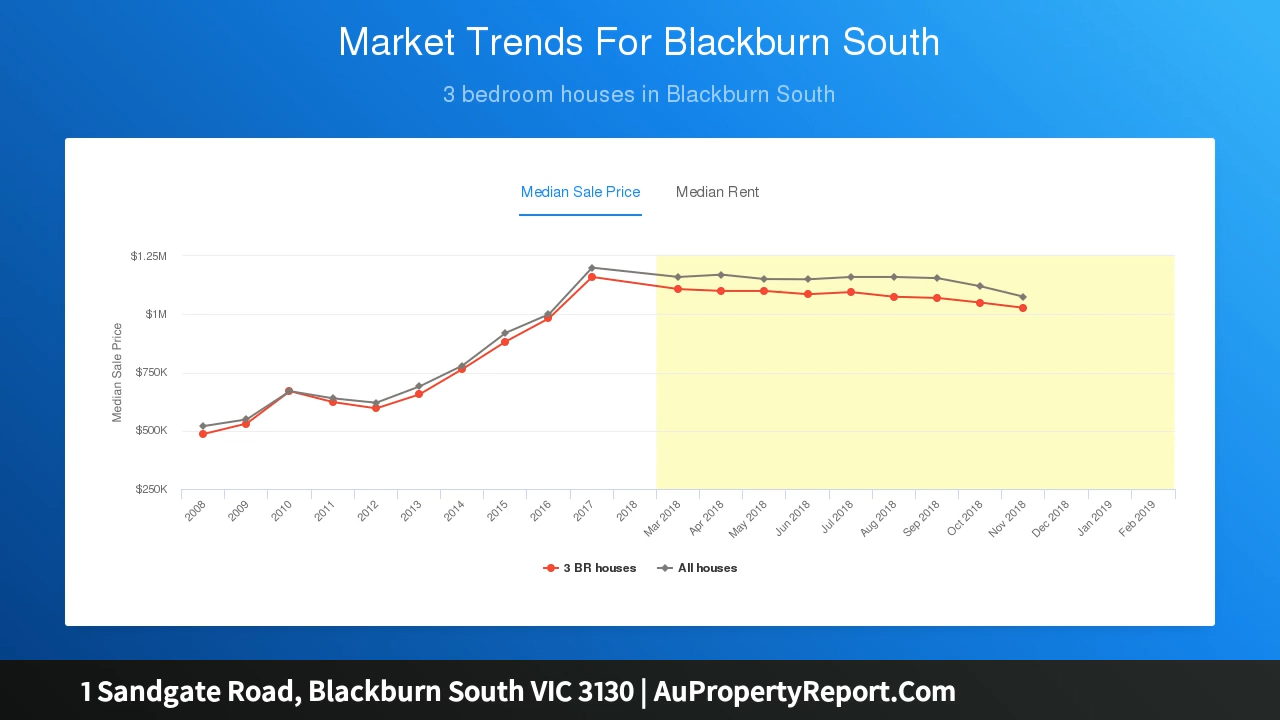 Market Trends For Blackburn South
3 bedroom houses in Blackburn South
Median Sale Price Median Rent
$1.25M
$1M
$750K
$500K
$250K
Median Sale Price
2008 2009 2010 2011 2012 2013 2014 2015 2016 2017 2018 Mar 2018 Apr 2018 May 2018 Jun 2018 Jul 2018 Aug 2018 Sep 2018 Oct 2018 Nov 2018 Dec 2018 Jan 2019 Feb 2019
3 BR houses All houses
1 Sandgate Road, Blackburn South VIC 3130 | AuPropertyReport.Com